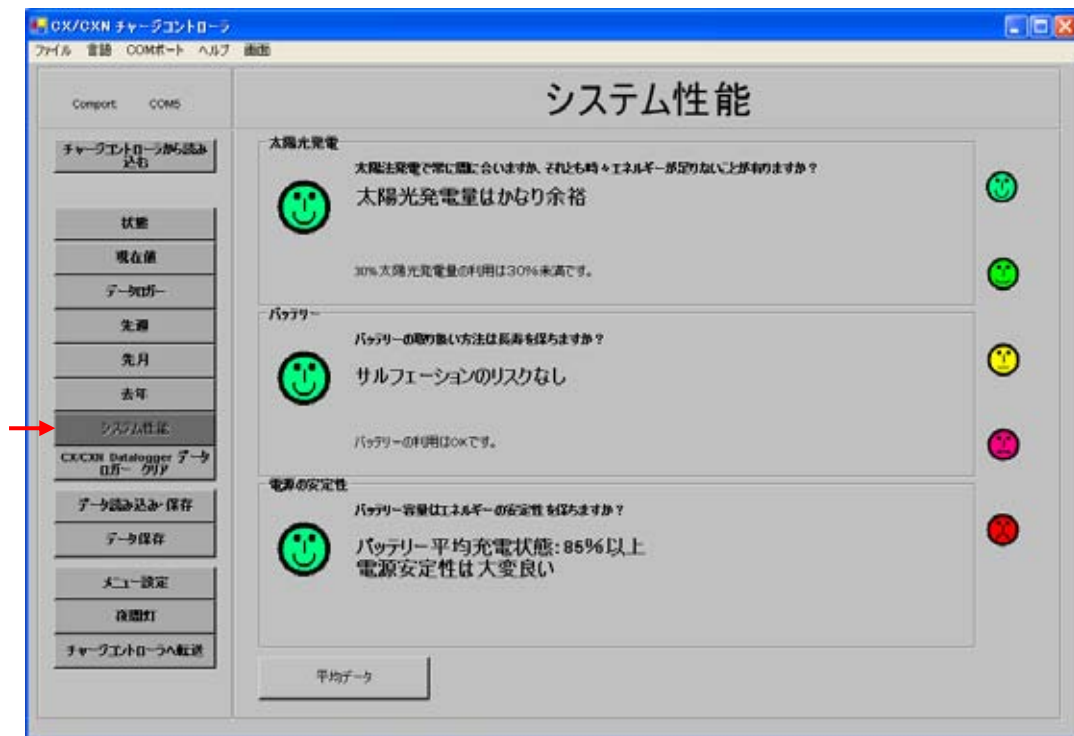 CX/CXN チャージコントローラ
ファイル 言語 COMポート ヘルプ 画面
Comport: COM5
システム性能
チャージコントローラから読み
込む
状態
現在値
データロガー
先週
先月
去年
システム性能
CX/CXN Datalogger データ
ロガー クリア
データ読み込み・保存
データ保存
メニュー設定
夜間灯
チャージコントローラへ転送
太陽光発電
太陽法発電で常に間に合いますか、それとも時々エネルギーが足りないことが有りますか?
太陽光発電量はかなり余裕
30% 太陽光発電量の利用は30%未満です。
バッテリー
バッテリーの取り扱い方法は長寿を保ちますか?
サルフェーションのリスクなし
バッテリーの利用はOKです。
電源の安定性
バッテリー容量はエネルギーの安定性を保ちますか?
バッテリー平均充電状態:85%以上
電源安定性は大変良い
平均データ